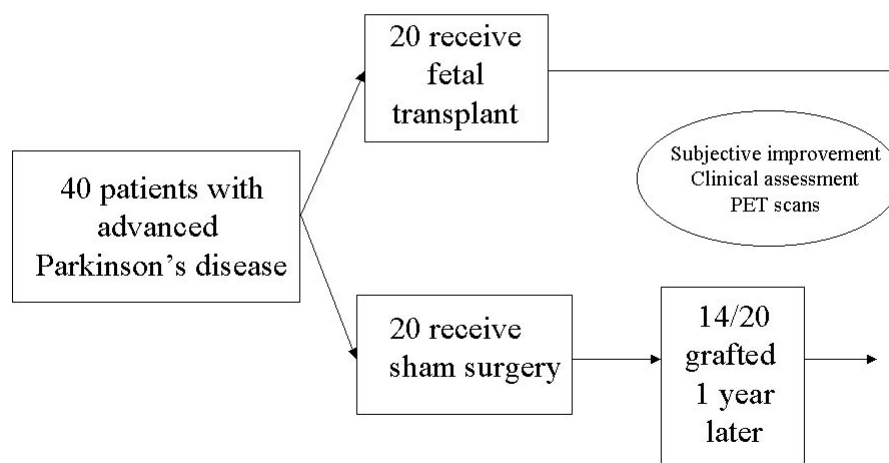 20 receive
fetal
transplant
Subjective improvement
Clinical assessment
PET scans
40 patients with
advanced
Parkinson’s disease
20 receive
sham surgery
14/20
grafted
1 year
later